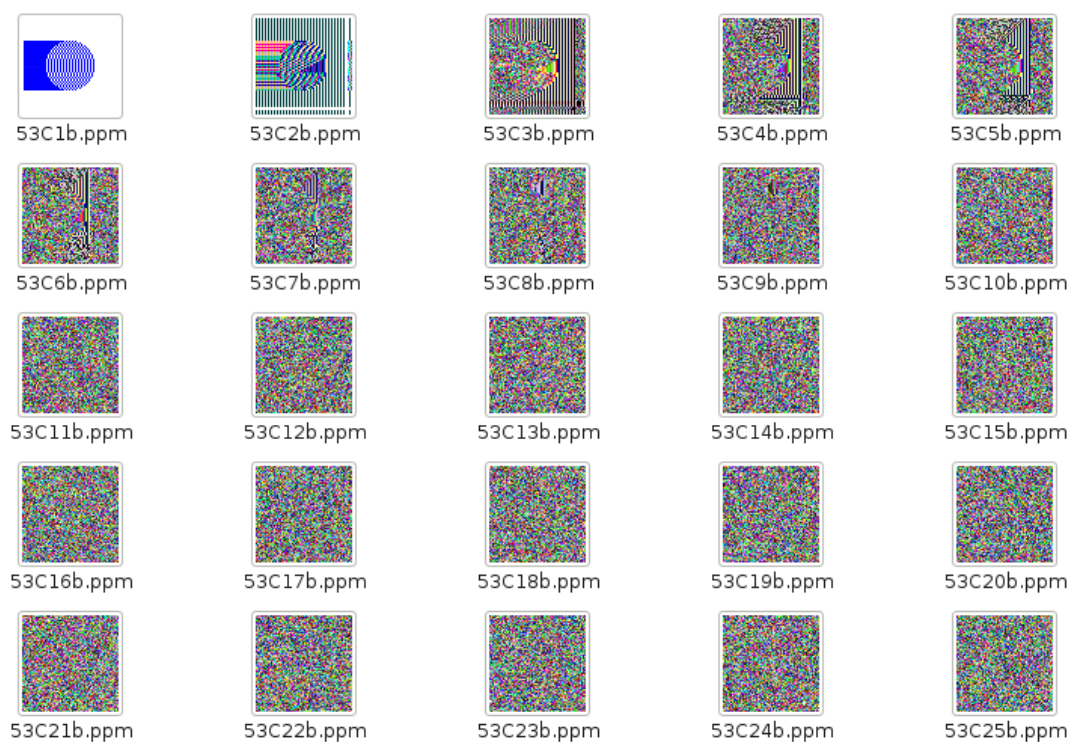 53C1b.ppm 53C2b.ppm 53C3b.ppm 53C4b.ppm 53C5b.ppm
53C6b.ppm 53C7b.ppm 53C8b.ppm 53C9b.ppm 53C10b.ppm
53C11b.ppm 53C12b.ppm 53C13b.ppm 53C14b.ppm 53C15b.ppm
53C16b.ppm 53C17b.ppm 53C18b.ppm 53C19b.ppm 53C20b.ppm
53C21b.ppm 53C22b.ppm 53C23b.ppm 53C24b.ppm 53C25b.ppm